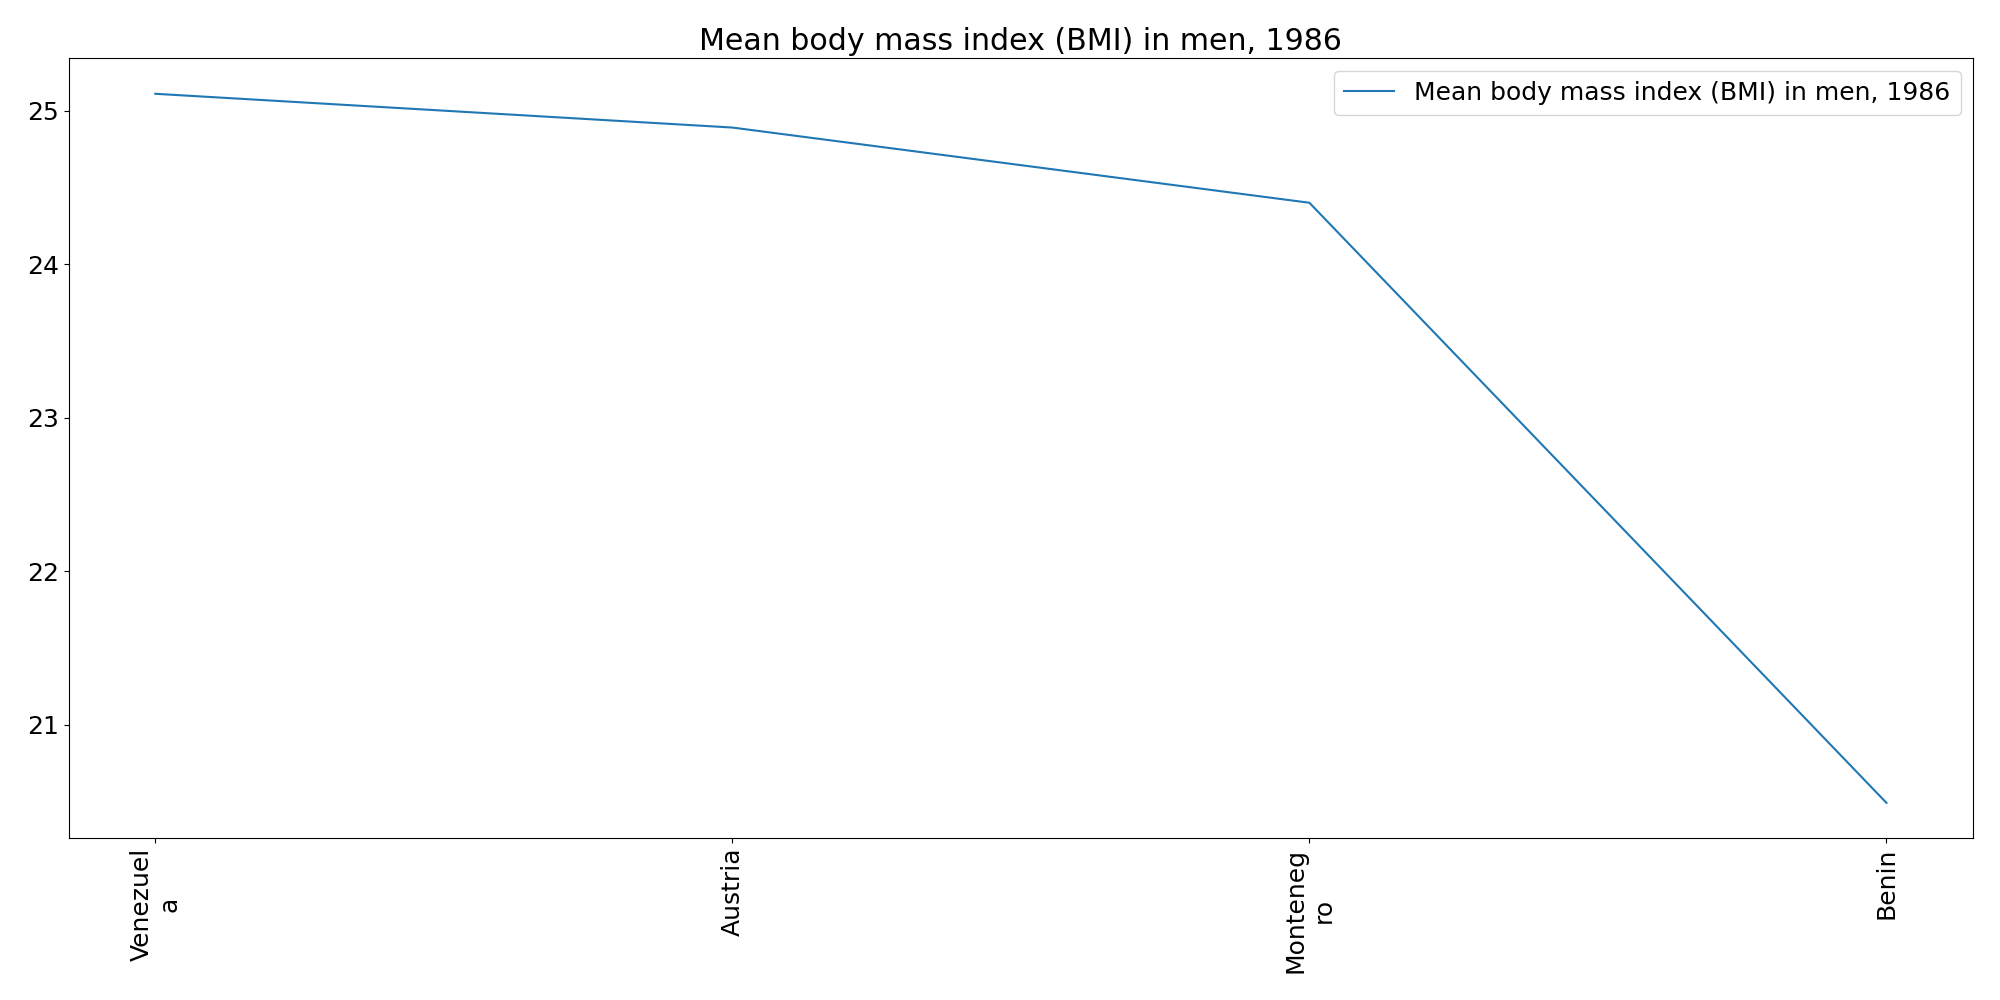 Mean body mass index (BMI) in men, 1986
Mean body mass index (BMI) in men, 1986
25
24
23
22
21
Venezuel
a
Austria
Monteneg
ro
Benin